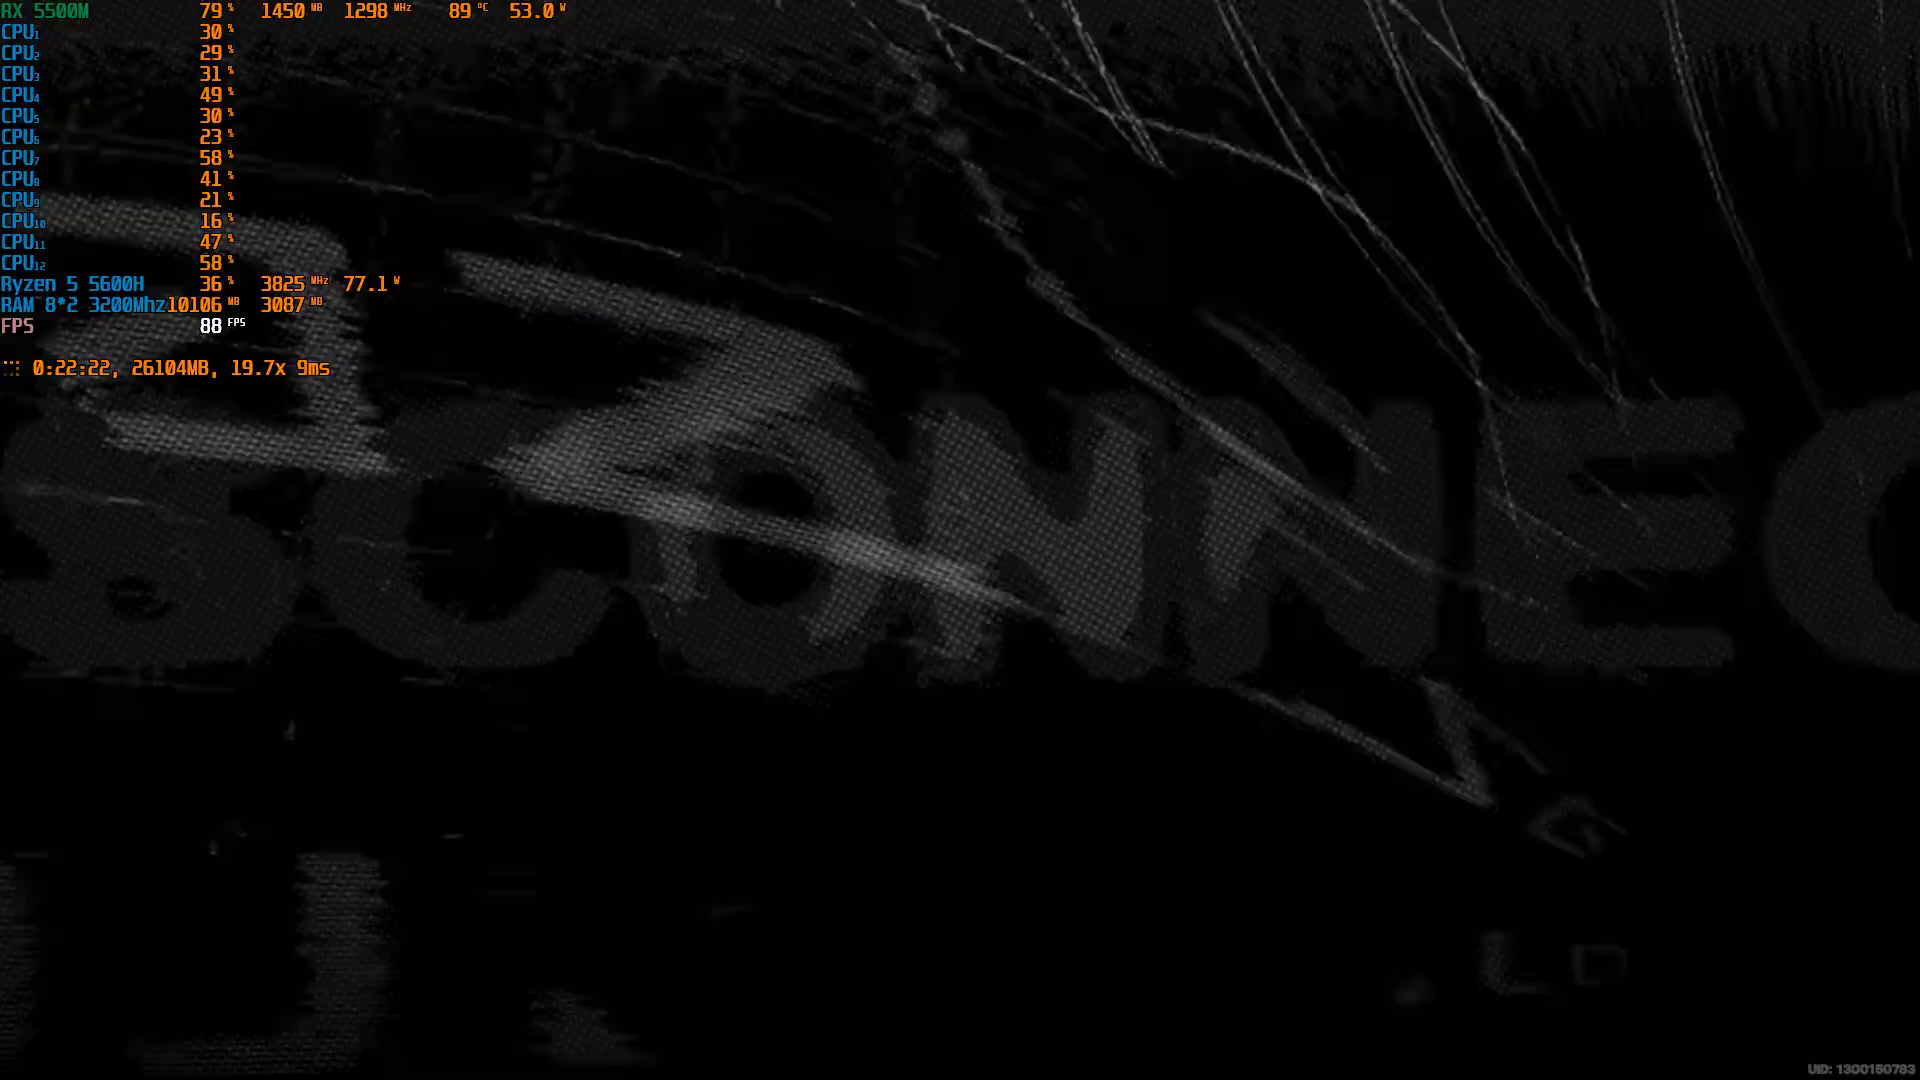 RX 5500M 79 % 1450 MB 1298 MHz 89 °C 53.0 W
CPU1 30 %
CPU2 29 %
CPU3 31 %
CPU4 49 %
CPU5 30 %
CPU6 23 %
CPU7 58 %
CPU8 41 %
CPU9 21 %
CPU10 16 %
CPU11 47 %
CPU12 58 %
Ryzen 5 5600H 36 % 3825 MHz 77.1 W
RAM 8*2 3200Mhz 10106 MB 3087 MB
FPS 88 FPS
0:22:22, 26104MB, 19.7x 9ms
SCONNEC
UID: 1300150783